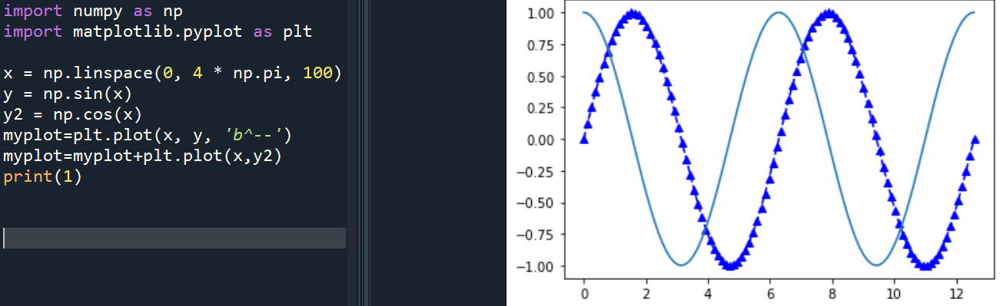 import numpy as np
import matplotlib.pyplot as plt
x = np.linspace(0, 4 * np.pi, 100)
y = np.sin(x)
y2 = np.cos(x)
myplot=plt.plot(x, y, 'b^--')
myplot=myplot+plt.plot(x,y2)
print(1)
1.00
0.75
0.50
0.25
0.00
−0.25
−0.50
−0.75
−1.00
0 2 4 6 8 10 12